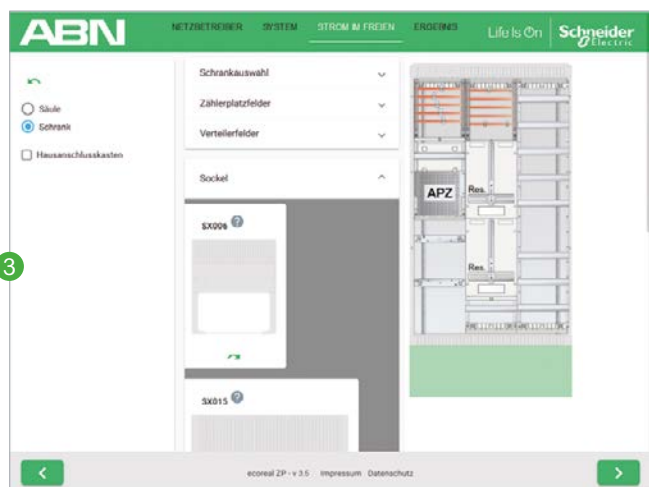 ABN
NETZBETREIBER SYSTEM STROM IM FREIEN ERGEBNIS
Life Is On Schneider Electric
Säule
Schrank
Hausanschlusskasten
Schrankauswahl
Zählerplatzfelder
Verteilerfelder
Sockel
SX006 ?
SX015 ?
APZ
Res.
Res.
3
ecoreal ZP - v 3.5 Impressum Datenschutz